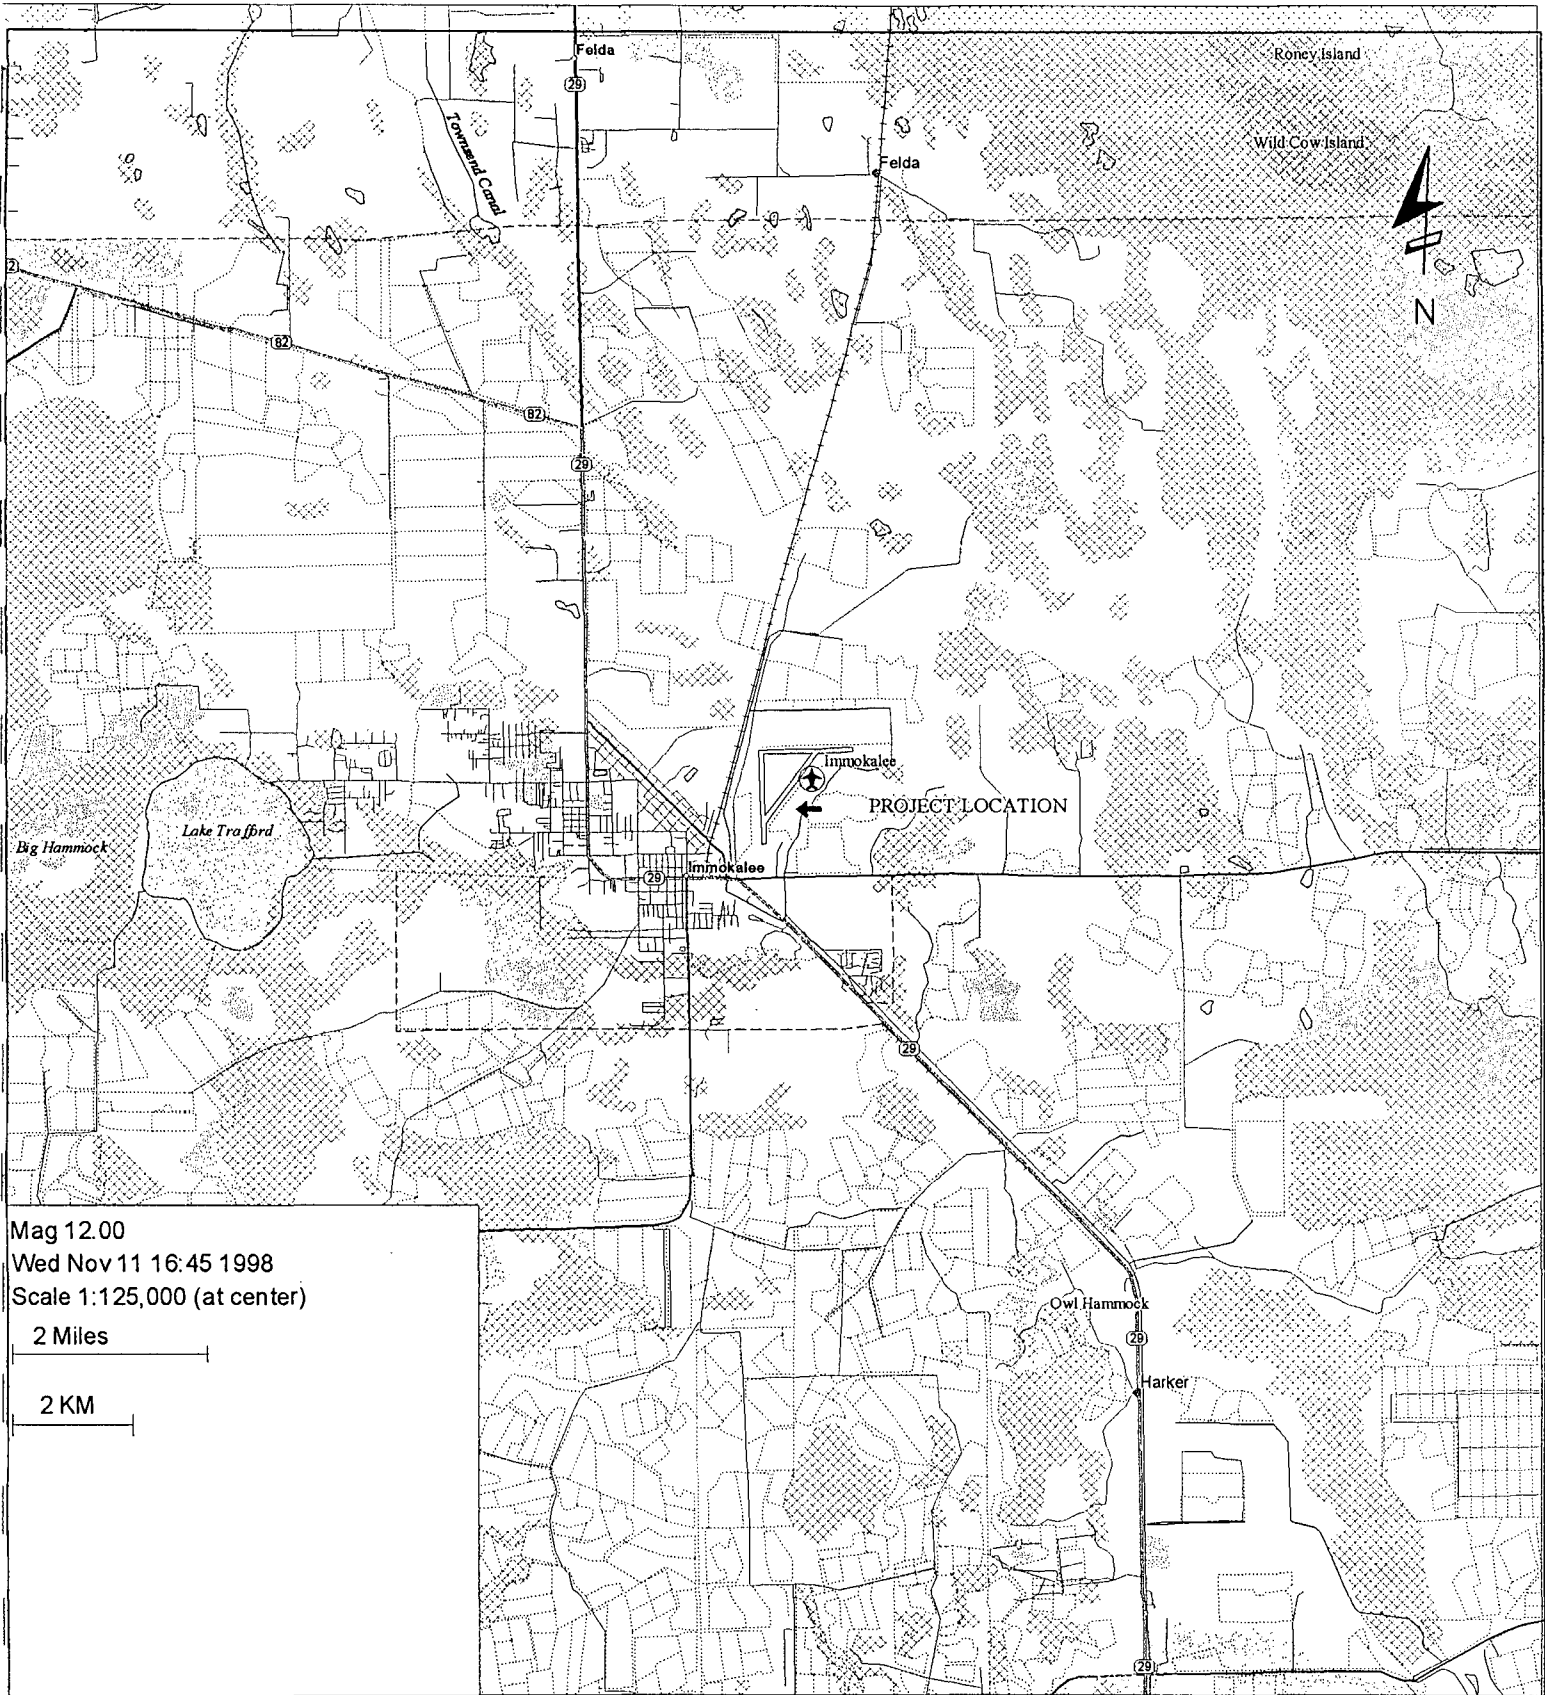 Felda
Roney Island
29
Townsend Canal
Wild Cow Island
Felda
2
N
82
82
29
Immokalee
PROJECT LOCATION
Lake Trafford
Big Hammock
Immokalee
29
29
Mag 12.00
Wed Nov 11 16:45 1998
Scale 1:125,000 (at center)
2 Miles
2 KM
Owl Hammock
29
Harker
29